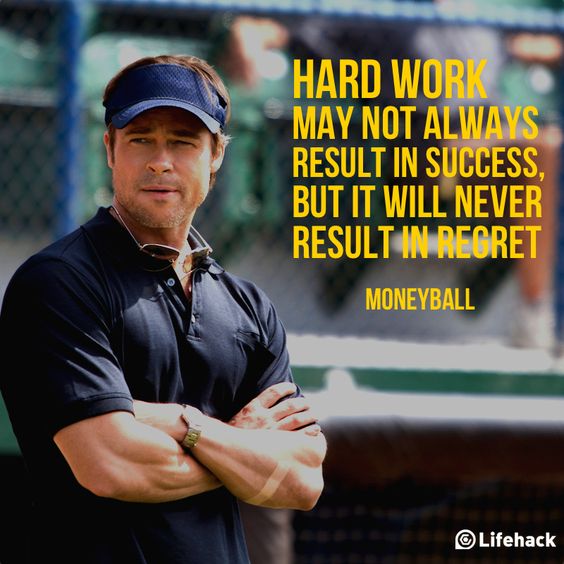 HARD WORK
MAY NOT ALWAYS
RESULT IN SUCCESS,
BUT IT WILL NEVER
RESULT IN REGRET
MONEYBALL
Lifehack